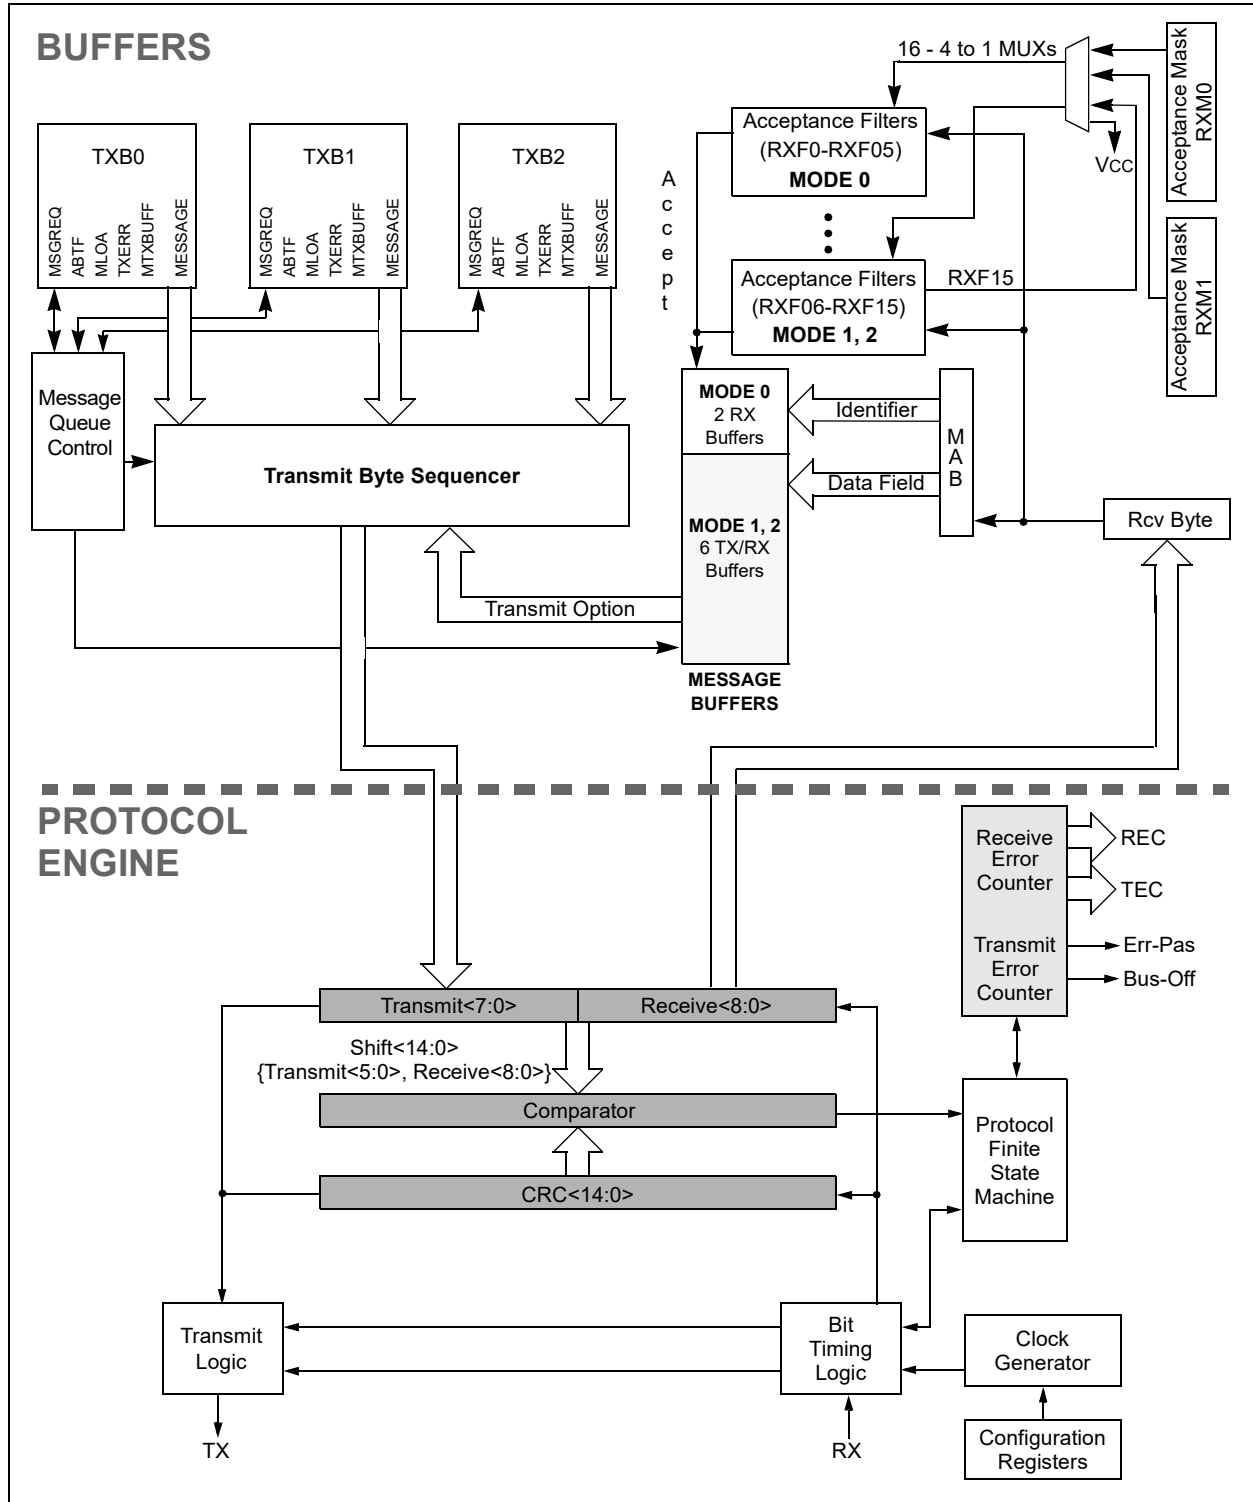 BUFFERS
16 - 4 to 1 MUXs
Acceptance Mask
RXM0
VCC
Acceptance Filters
(RXF0-RXF05)
MODE 0
Accept
TXB0
MSGREQ
ABTF
MLOA
TXERR
MTXBUFF
MESSAGE
TXB1
MSGREQ
ABTF
MLOA
TXERR
MTXBUFF
MESSAGE
TXB2
MSGREQ
ABTF
MLOA
TXERR
MTXBUFF
MESSAGE
Acceptance Filters
(RXF06-RXF15)
MODE 1, 2
RXF15
Acceptance Mask
RXM1
Message
Queue
Control
Transmit Byte Sequencer
MODE 0
2 RX
Buffers
Identifier
Data Field
MAB
Rcv Byte
MODE 1, 2
6 TX/RX
Buffers
Transmit Option
MESSAGE
BUFFERS
PROTOCOL
ENGINE
Receive
Error
Counter
REC
TEC
Transmit
Error
Counter
Err-Pas
Bus-Off
Transmit<7:0>
Receive<8:0>
Shift<14:0>
{Transmit<5:0>, Receive<8:0>}
Comparator
CRC<14:0>
Protocol
Finite
State
Machine
Transmit
Logic
Bit
Timing
Logic
Clock
Generator
Configuration
Registers
TX
RX